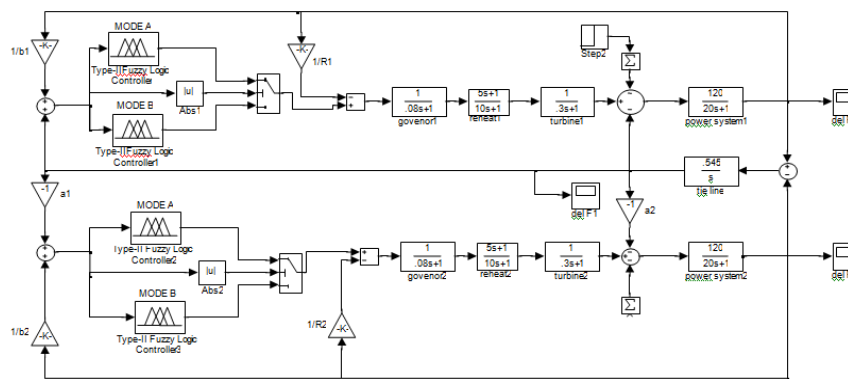 MODE A
1/b1
-K-
Type-II Fuzzy Logic
Controller
|u|
Abs1
MODE B
Type-II Fuzzy Logic
Controller1
-K-
1/R1
1
.08s+1
govenor1
5s+1
10s+1
reheat1
1
.3s+1
turbine1
Step2
Σ
120
20s+1
power system1
.545
s
tie line
-1
a1
del F1
-1
a2
MODE A
Type-II Fuzzy Logic
Controller2
|u|
Abs2
MODE B
Type-II Fuzzy Logic
Controller3
1/b2
-K-
1/R2
-K-
1
.08s+1
govenor2
5s+1
10s+1
reheat2
1
.3s+1
turbine2
Σ
120
20s+1
power system2